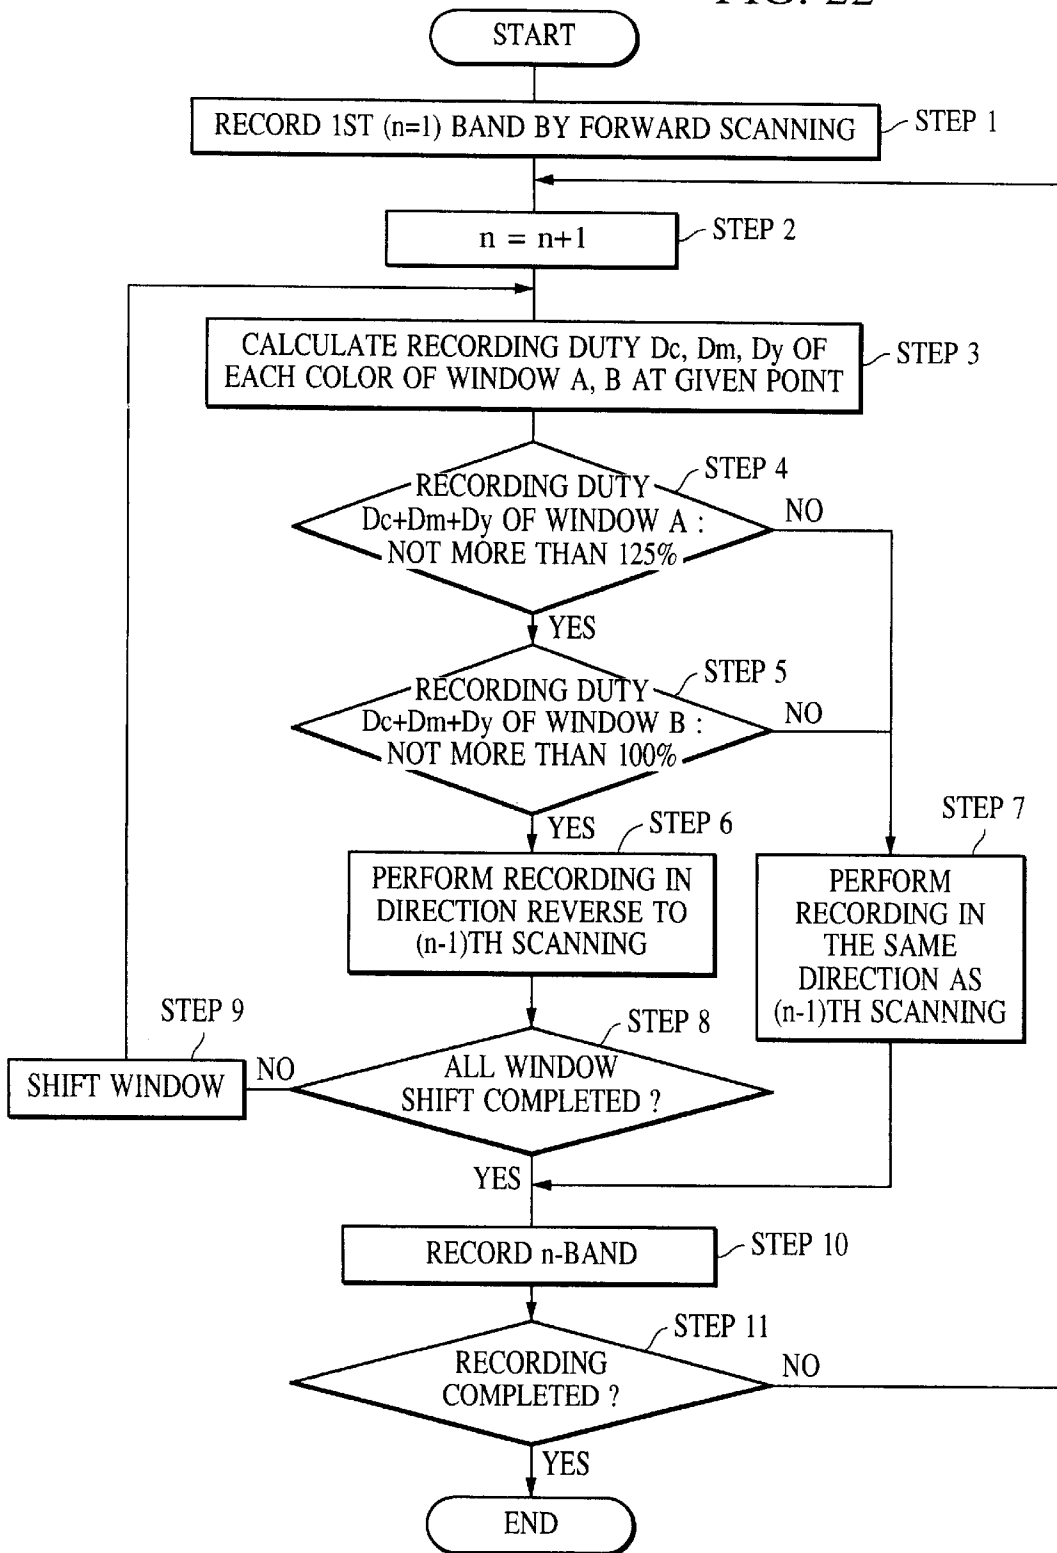 FIG. 22
START
RECORD 1ST (n=1) BAND BY FORWARD SCANNING
STEP 1
n = n+1
STEP 2
CALCULATE RECORDING DUTY Dc, Dm, Dy OF
EACH COLOR OF WINDOW A, B AT GIVEN POINT
STEP 3
STEP 4
RECORDING DUTY
Dc+Dm+Dy OF WINDOW A :
NOT MORE THAN 125%
NO
YES
STEP 5
RECORDING DUTY
Dc+Dm+Dy OF WINDOW B :
NOT MORE THAN 100%
NO
YES
STEP 6
PERFORM RECORDING IN
DIRECTION REVERSE TO
(n-1)TH SCANNING
STEP 7
PERFORM
RECORDING IN
THE SAME
DIRECTION AS
(n-1)TH SCANNING
STEP 8
ALL WINDOW
SHIFT COMPLETED ?
NO
STEP 9
SHIFT WINDOW
YES
RECORD n-BAND
STEP 10
STEP 11
RECORDING
COMPLETED ?
NO
YES
END